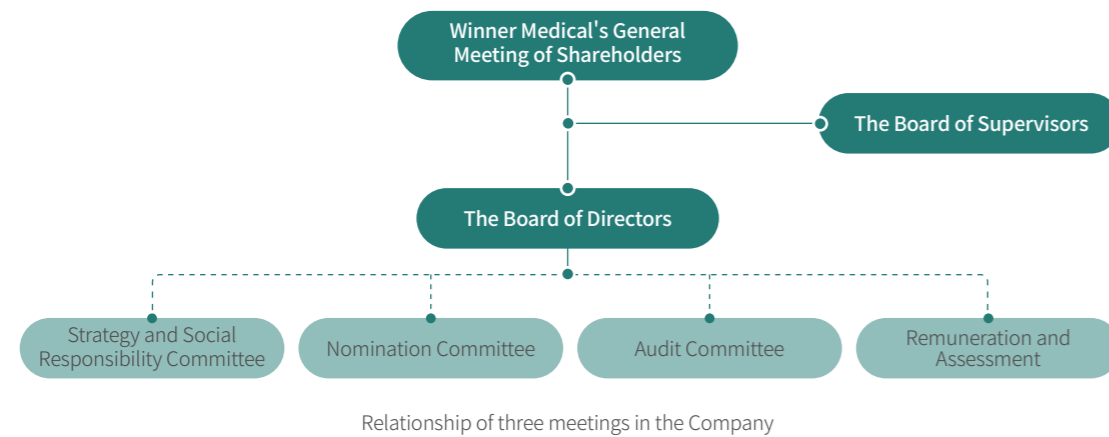 Winner Medical's General
Meeting of Shareholders
The Board of Supervisors
The Board of Directors
Strategy and Social
Responsibility Committee
Nomination Committee
Audit Committee
Remuneration and
Assessment
Relationship of three meetings in the Company